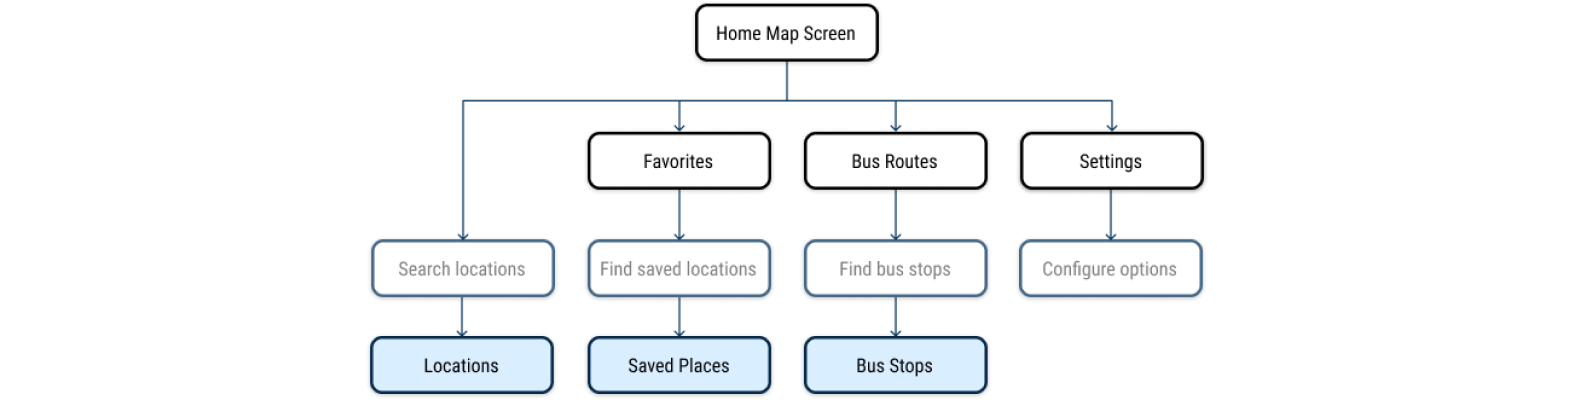 Home Map Screen
Favorites
Bus Routes
Settings
Search locations
Find saved locations
Find bus stops
Configure options
Locations
Saved Places
Bus Stops